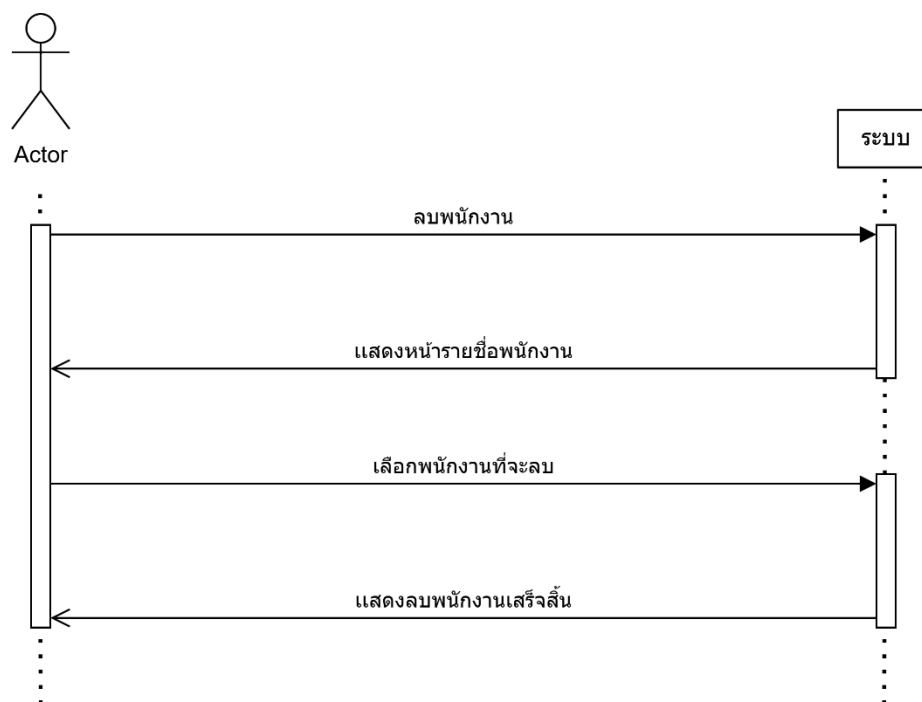 Actor
ระบบ
ลบพนักงาน
แสดงหน้ารายชื่อพนักงาน
เลือกพนักงานที่จะลบ
แสดงลบพนักงานเสร็จสิ้น